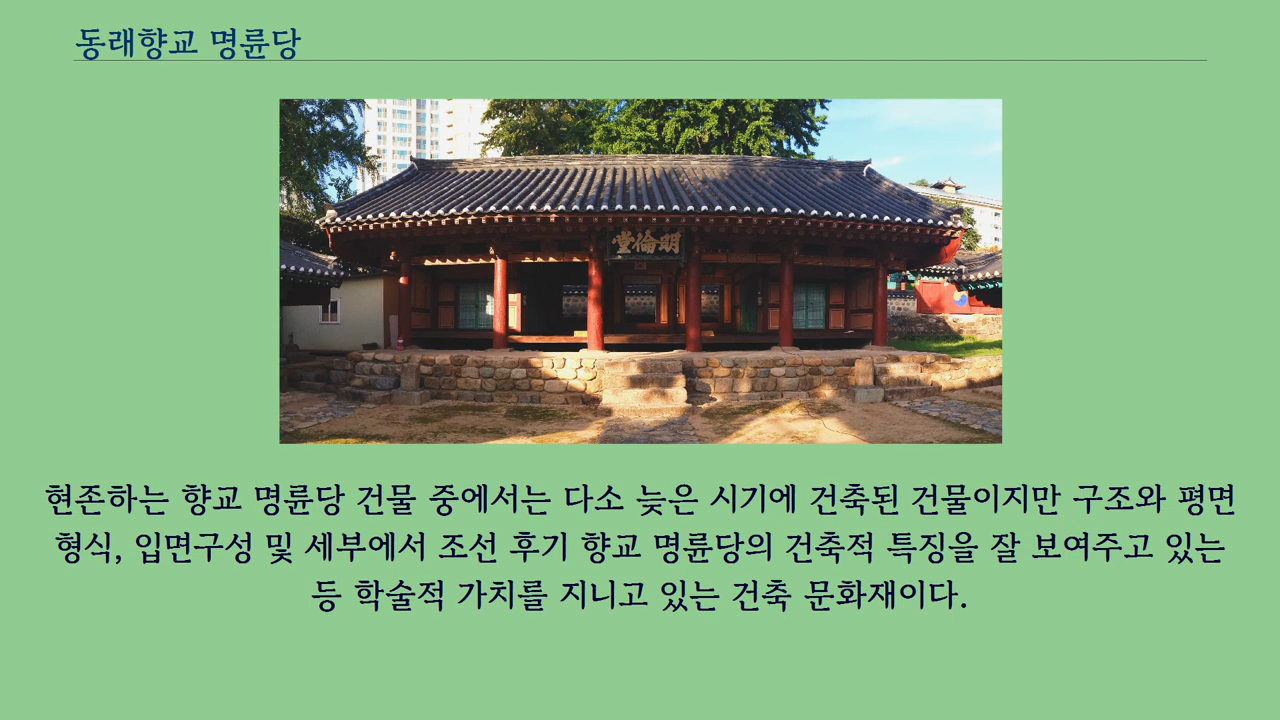 동래향교 명륜당
明倫堂
현존하는 향교 명륜당 건물 중에서는 다소 늦은 시기에 건축된 건물이지만 구조와 평면
형식, 입면구성 및 세부에서 조선 후기 향교 명륜당의 건축적 특징을 잘 보여주고 있는
등 학술적 가치를 지니고 있는 건축 문화재이다.